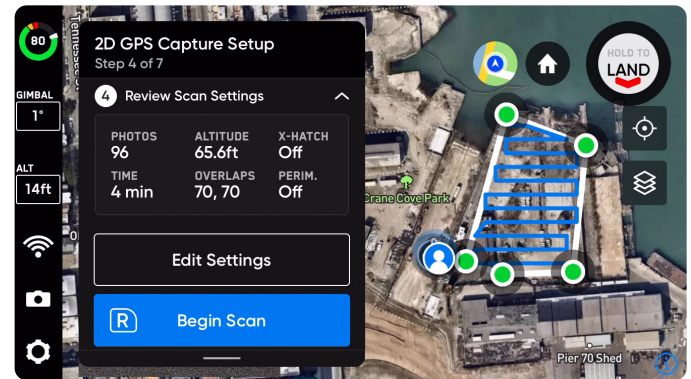 80
GIMBAL
1°
ALT
14ft
2D GPS Capture Setup
Step 4 of 7
4 Review Scan Settings
PHOTOS ALTITUDE X-HATCH
96 65.6ft Off
TIME OVERLAPS PERIM.
4 min 70, 70 Off
Edit Settings
R Begin Scan
HOLD TO
LAND
Crane Cove Park
Pier 70 Shed